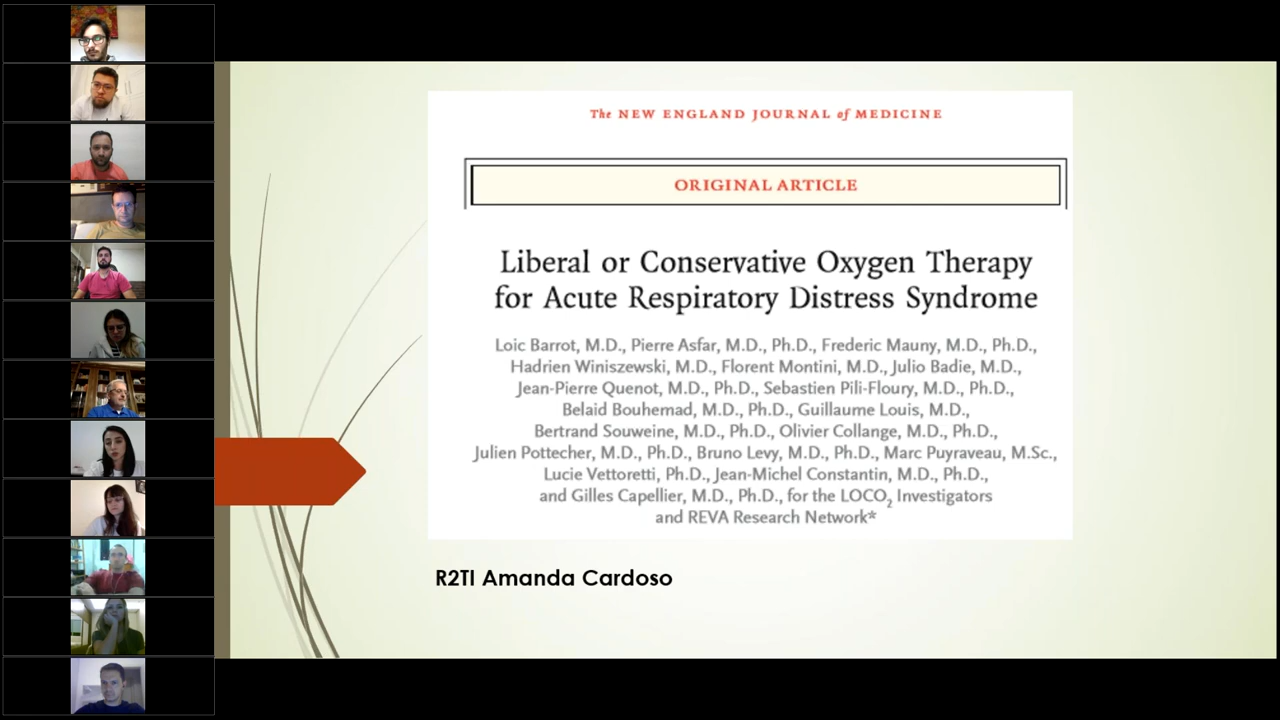 The NEW ENGLAND JOURNAL of MEDICINE
ORIGINAL ARTICLE
Liberal or Conservative Oxygen Therapy
for Acute Respiratory Distress Syndrome
Loic Barrot, M.D., Pierre Asfar, M.D., Ph.D., Frederic Mauny, M.D., Ph.D.,
Hadrien Winiszewski, M.D., Florent Montini, M.D., Julio Badie, M.D.,
Jean-Pierre Quenot, M.D., Ph.D., Sebastien Pili-Floury, M.D., Ph.D.,
Belaid Bouhemad, M.D., Ph.D., Guillaume Louis, M.D.,
Bertrand Souweine, M.D., Ph.D., Olivier Collange, M.D., Ph.D.,
Julien Pottecher, M.D., Ph.D., Bruno Levy, M.D., Ph.D., Marc Puyraveau, M.Sc.,
Lucie Vettoretti, Ph.D., Jean-Michel Constantin, M.D., Ph.D.,
and Gilles Capellier, M.D., Ph.D., for the LOCO₂ Investigators
and REVA Research Network*
R2TI Amanda Cardoso